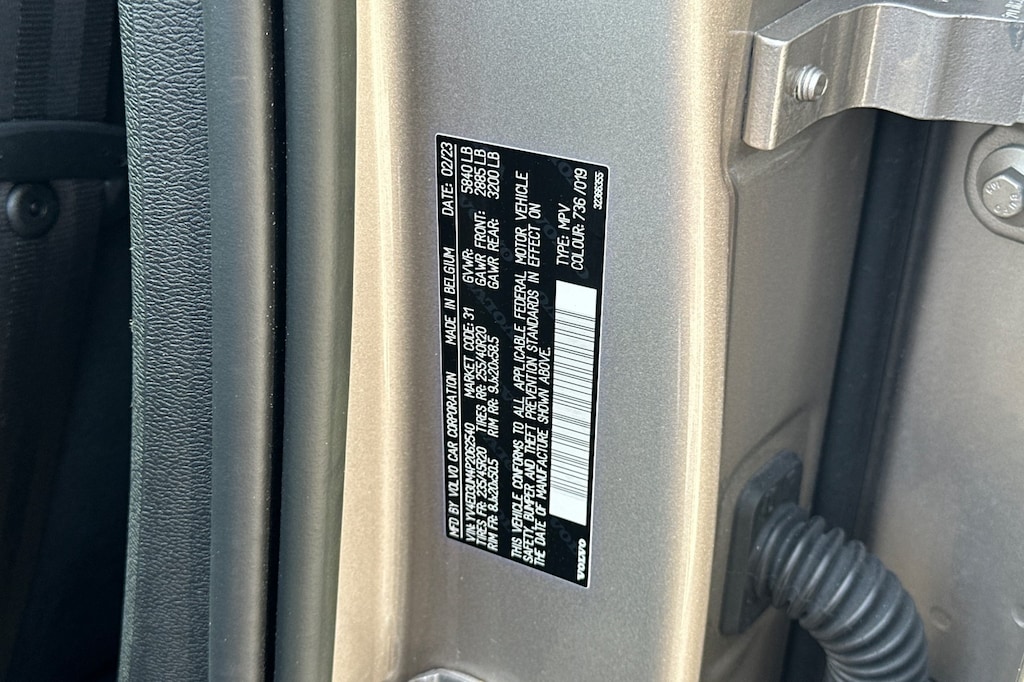 MFD BY VOLVO CAR CORPORATION MADE IN BELGIUM DATE: 02/23
VIN: YV4ED3UM4P2062540 MARKET CODE: 31 GVWR: 5840 LB
TIRES FR: 235/45R20 TIRES RR: 255/40R20 GAWR FRONT: 2885 LB
RIM FR: 8Jx20x50.5 RIM RR: 9Jx20x58.5 GAWR REAR: 3200 LB
THIS VEHICLE CONFORMS TO ALL APPLICABLE FEDERAL MOTOR VEHICLE
SAFETY, BUMPER AND THEFT PREVENTION STANDARDS IN EFFECT ON
THE DATE OF MANUFACTURE SHOWN ABOVE.
TYPE: MPV
COLOUR: 736 /019
VOLVO 32366355